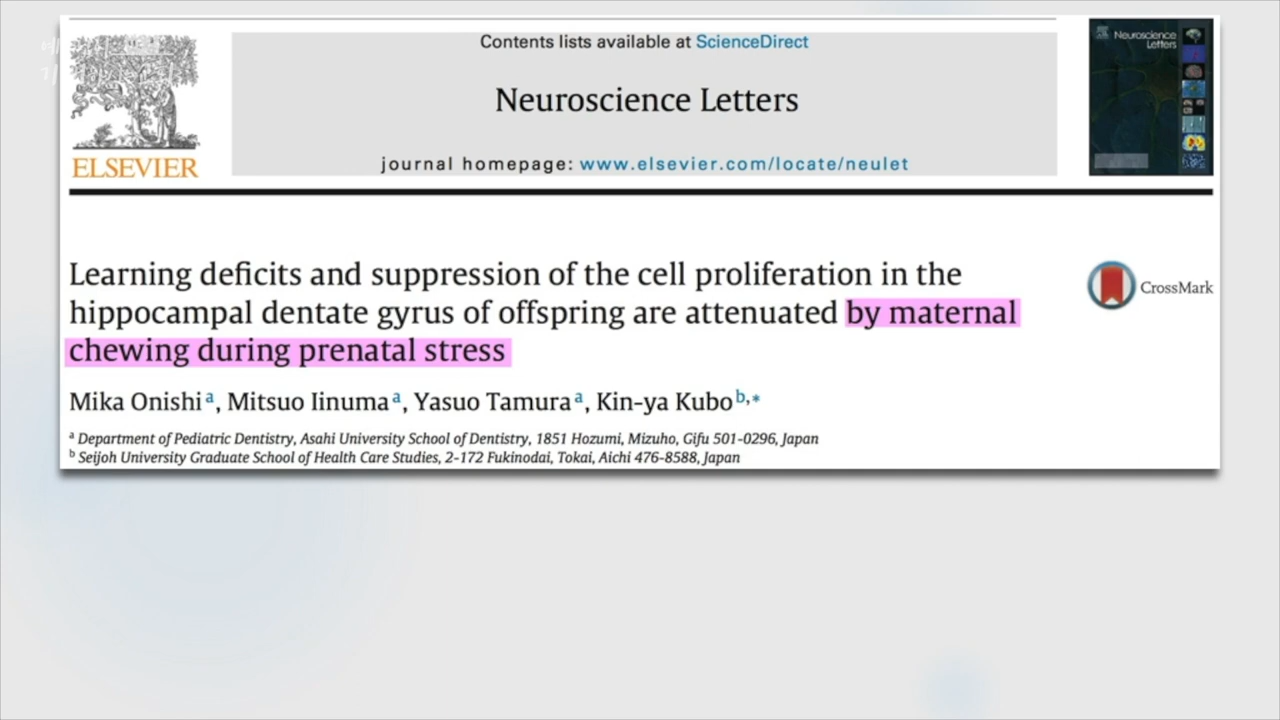 Contents lists available at ScienceDirect
Neuroscience Letters
journal homepage: www.elsevier.com/locate/neulet
ELSEVIER
Neuroscience
Letters
Learning deficits and suppression of the cell proliferation in the
hippocampal dentate gyrus of offspring are attenuated by maternal
chewing during prenatal stress
CrossMark
Mika Onishi a, Mitsuo Iinuma a, Yasuo Tamura a, Kin-ya Kubo b,*
a Department of Pediatric Dentistry, Asahi University School of Dentistry, 1851 Hozumi, Mizuho, Gifu 501-0296, Japan
b Seijoh University Graduate School of Health Care Studies, 2-172 Fukinodai, Tokai, Aichi 476-8588, Japan